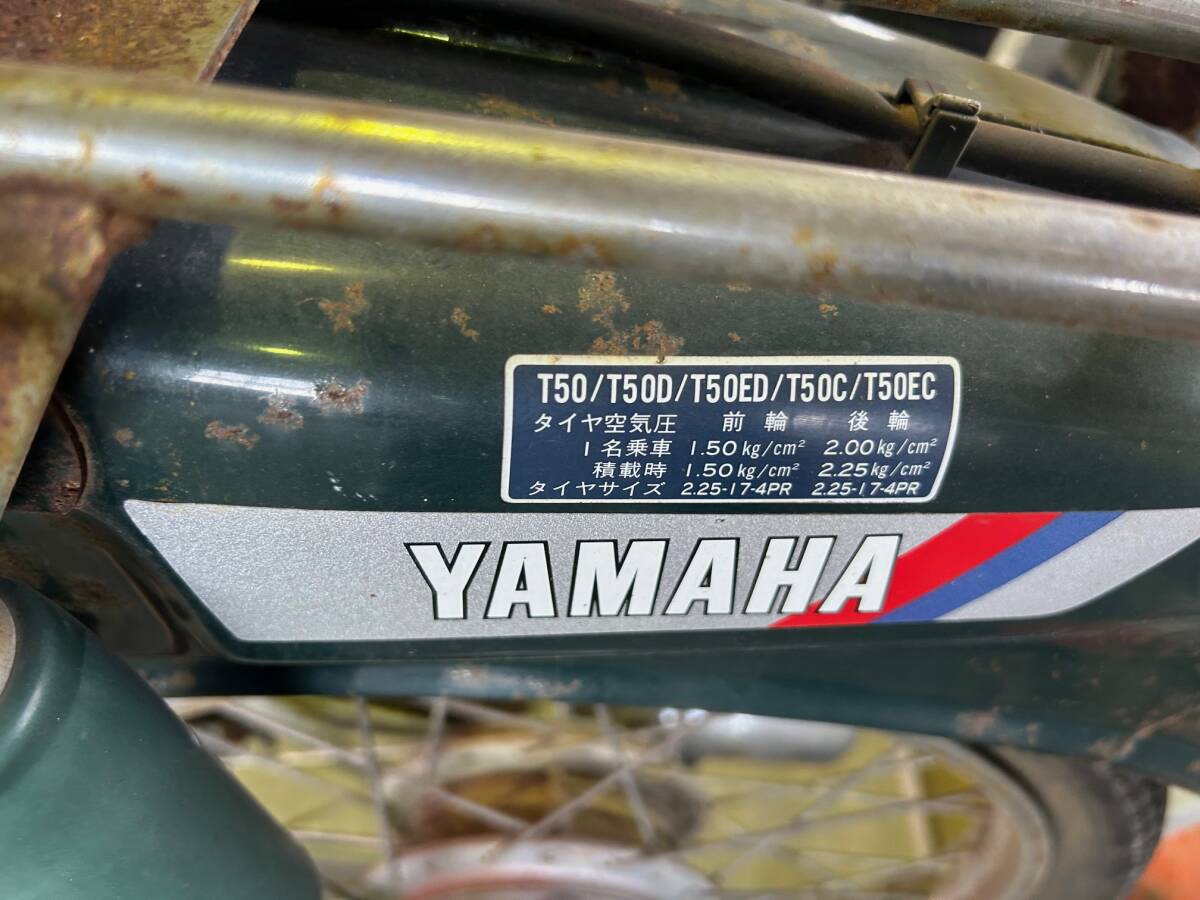 T50/T50D/T50ED/T50C/T50EC
タイヤ空気圧 前輪 後輪
1名乗車 1.50kg/cm² 2.00kg/cm²
積載時 1.50kg/cm² 2.25kg/cm²
タイヤサイズ 2.25-17-4PR 2.25-17-4PR
YAMAHA